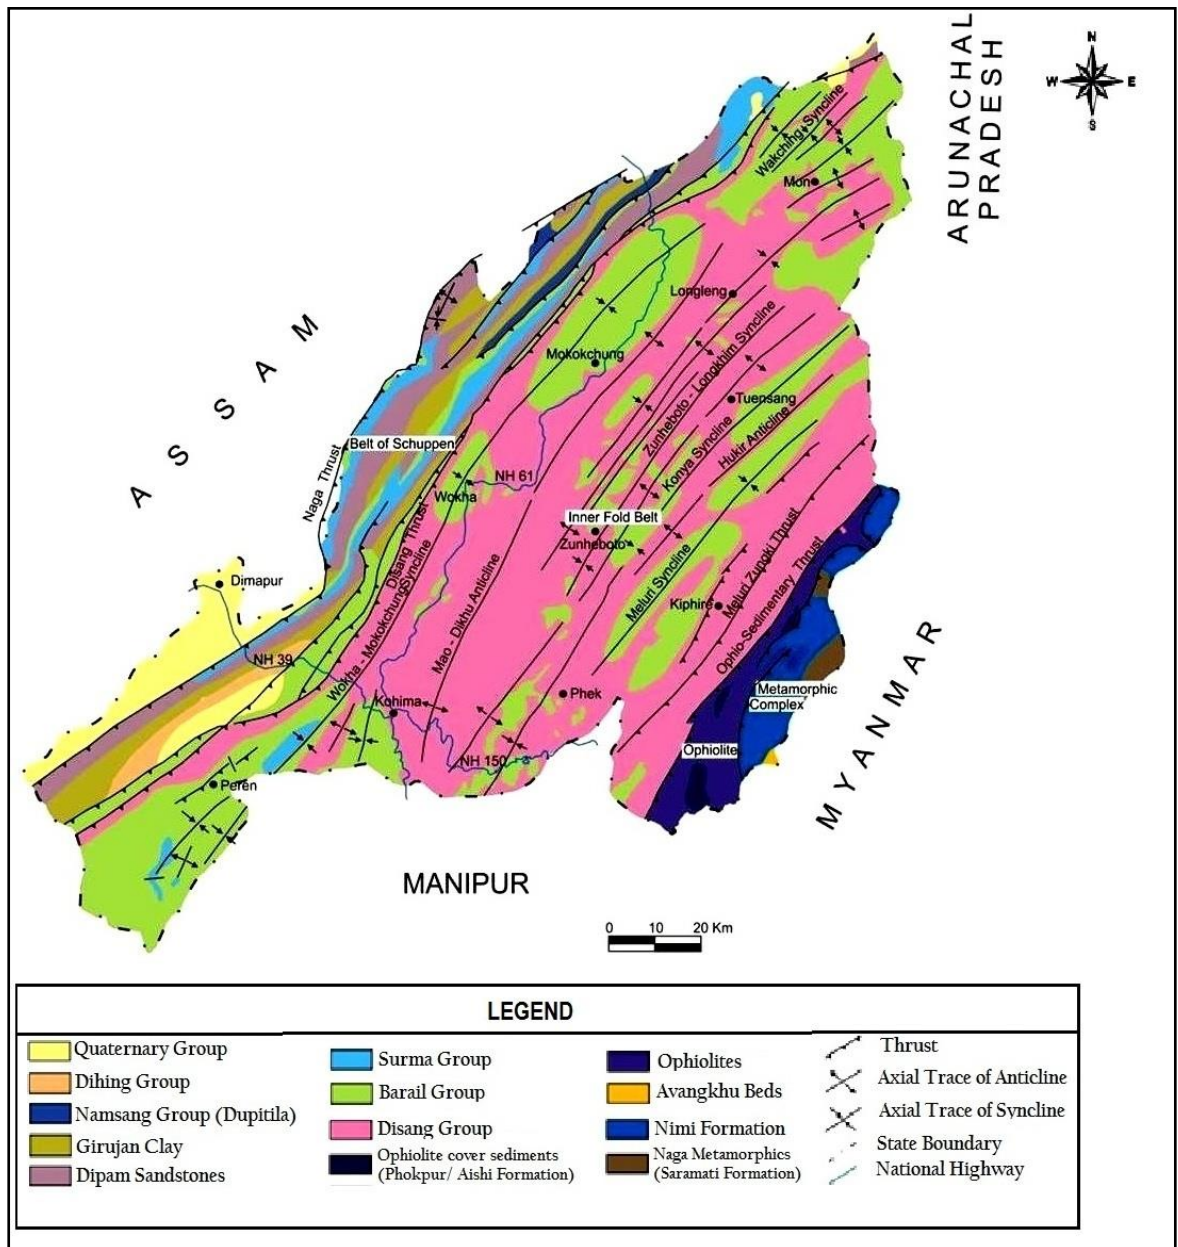 ARUNACHAL
PRADESH
N
W
E
S
Wakching Syncline
Mon
Longleng
Mokokchung
Zunheboto - Longkhim Syncline
Tuensang
Konya Syncline
Hukir Anticline
ASSAM
Naga Thrust
Belt of Schuppen
NH 61
Wokha
Disang Thrust
Wokha - Mokokchung Syncline
Mao - Dikhu Anticline
Inner Fold Belt
Zunheboto
Meluri Syncline
Kiphire
Meluri Zungki Thrust
Ophio-Sedimentary Thrust
Dimapur
NH 39
Kohima
Phek
NH 150
Peren
Metamorphic
Complex
Ophiolite
MYANMAR
MANIPUR
0 10 20 Km
LEGEND
Quaternary Group
Dihing Group
Namsang Group (Dupitila)
Girujan Clay
Dipam Sandstones
Surma Group
Barail Group
Disang Group
Ophiolite cover sediments
(Phokpur/ Aishi Formation)
Ophiolites
Avangkhu Beds
Nimi Formation
Naga Metamorphics
(Saramati Formation)
Thrust
Axial Trace of Anticline
Axial Trace of Syncline
State Boundary
National Highway